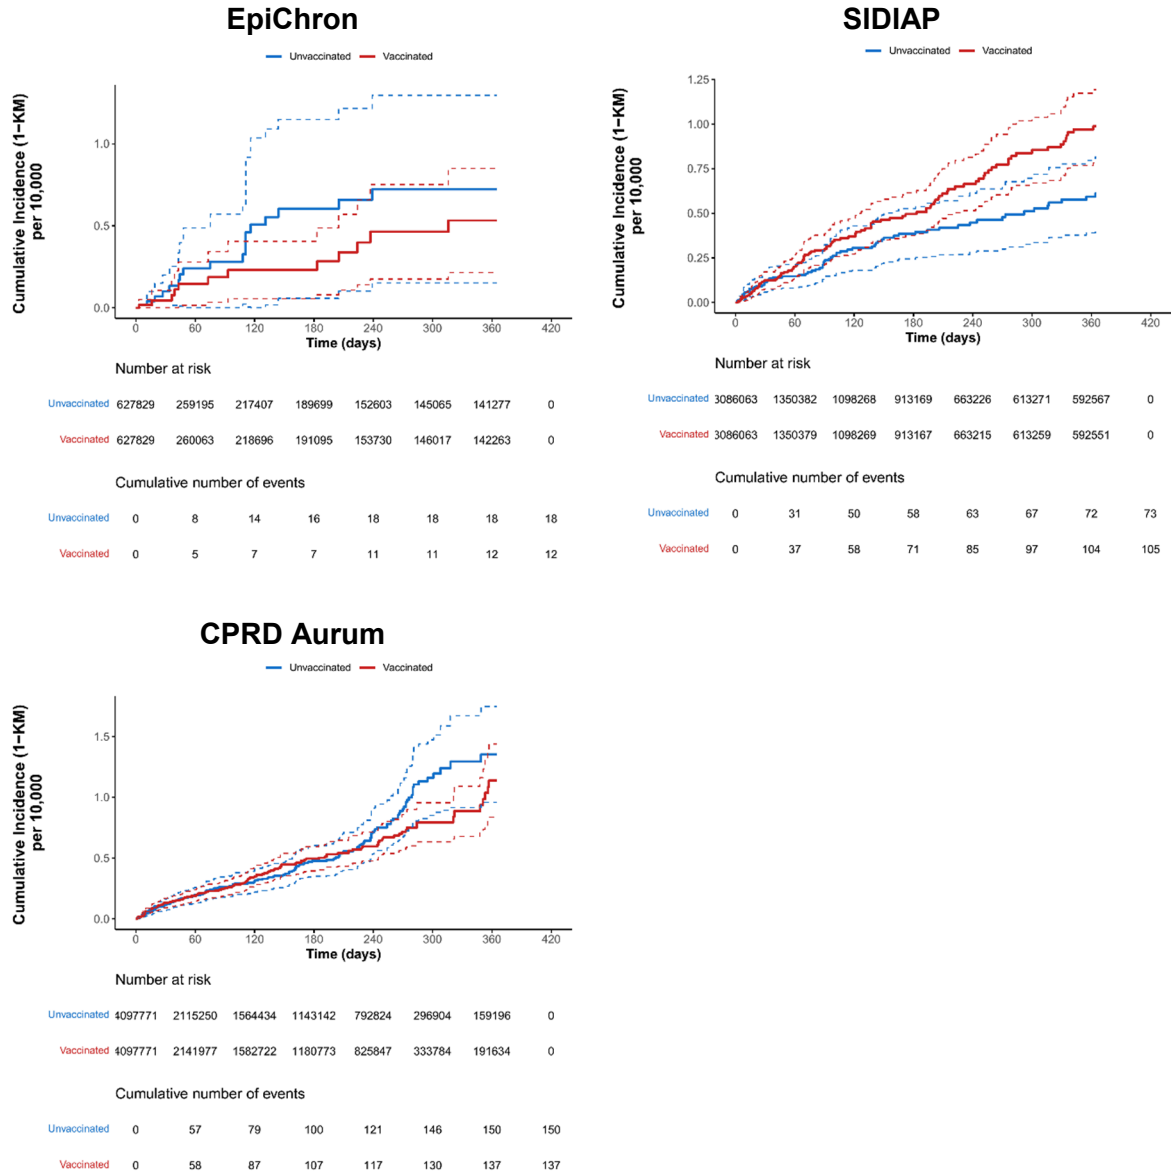 EpiChron
Unvaccinated Vaccinated
Cumulative Incidence (1−KM)
per 10,000
1.0
0.5
0.0
0 60 120 180 240 300 360 420
Time (days)
Number at risk
Unvaccinated 627829 259195 217407 189699 152603 145065 141277 0
Vaccinated 627829 260063 218696 191095 153730 146017 142263 0
Cumulative number of events
Unvaccinated 0 8 14 16 18 18 18 18
Vaccinated 0 5 7 7 11 11 12 12
SIDIAP
Unvaccinated Vaccinated
Cumulative Incidence (1−KM)
per 10,000
1.25
1.00
0.75
0.50
0.25
0.00
0 60 120 180 240 300 360 420
Time (days)
Number at risk
Unvaccinated 3086063 1350382 1098268 913169 663226 613271 592567 0
Vaccinated 3086063 1350379 1098269 913167 663215 613259 592551 0
Cumulative number of events
Unvaccinated 0 31 50 58 63 67 72 73
Vaccinated 0 37 58 71 85 97 104 105
CPRD Aurum
Unvaccinated Vaccinated
Cumulative Incidence (1−KM)
per 10,000
1.5
1.0
0.5
0.0
0 60 120 180 240 300 360 420
Time (days)
Number at risk
Unvaccinated 4097771 2115250 1564434 1143142 792824 296904 159196 0
Vaccinated 4097771 2141977 1582722 1180773 825847 333784 191634 0
Cumulative number of events
Unvaccinated 0 57 79 100 121 146 150 150
Vaccinated 0 58 87 107 117 130 137 137